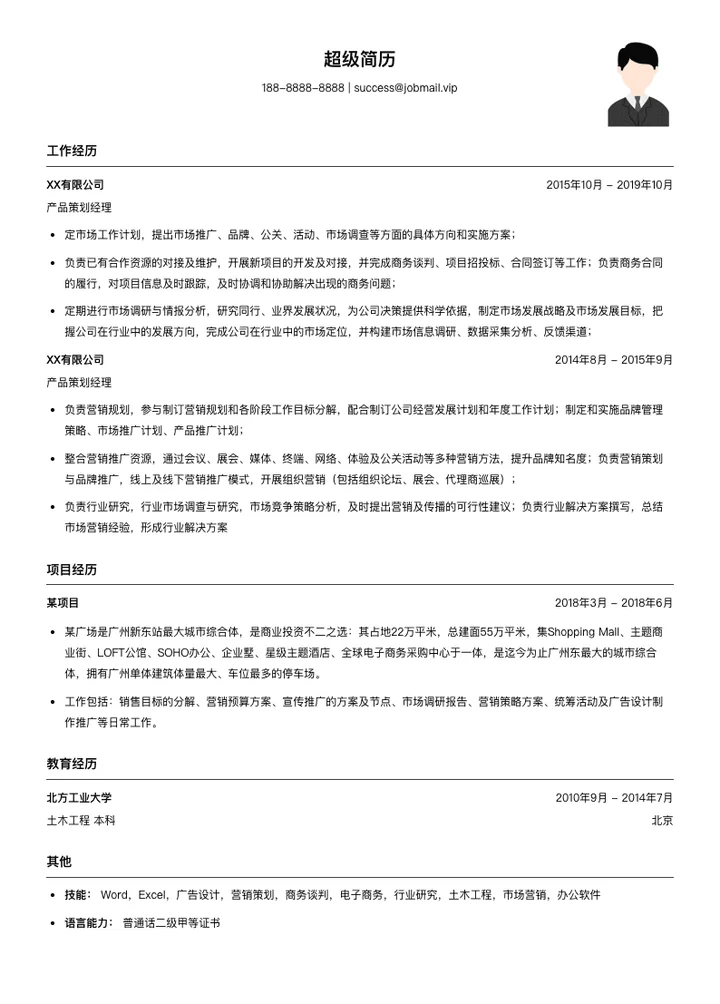 超级简历
188-8888-8888 | success@jobmail.vip
工作经历
XX有限公司 2015年10月 – 2019年10月
产品策划经理
• 定市场工作计划，提出市场推广、品牌、公关、活动、市场调查等方面的具体方向和实施方案；
• 负责已有合作资源的对接及维护，开展新项目的开发及对接，并完成商务谈判、项目招投标、合同签订等工作；负责商务合同
的履行，对项目信息及时跟踪，及时协调和协助解决出现的商务问题；
• 定期进行市场调研与情报分析，研究同行、业界发展状况，为公司决策提供科学依据，制定市场发展战略及市场发展目标，把
握公司在行业中的发展方向，完成公司在行业中的市场定位，并构建市场信息调研、数据采集分析、反馈渠道；
XX有限公司 2014年8月 – 2015年9月
产品策划经理
• 负责营销规划，参与制订营销规划和各阶段工作目标分解，配合制订公司经营发展计划和年度工作计划；制定和实施品牌管理
策略、市场推广计划、产品推广计划；
• 整合营销推广资源，通过会议、展会、媒体、终端、网络、体验及公关活动等多种营销方法，提升品牌知名度；负责营销策划
与品牌推广，线上及线下营销推广模式，开展组织营销（包括组织论坛、展会、代理商巡展）；
• 负责行业研究，行业市场调查与研究，市场竞争策略分析，及时提出营销及传播的可行性建议；负责行业解决方案撰写，总结
市场营销经验，形成行业解决方案
项目经历
某项目 2018年3月 – 2018年6月
• 某广场是广州新东站最大城市综合体，是商业投资不二之选：其占地22万平米，总建面55万平米，集Shopping Mall、主题商
业街、LOFT公馆、SOHO办公、企业墅、星级主题酒店、全球电子商务采购中心于一体，是迄今为止广州东最大的城市综合
体，拥有广州单体建筑体量最大、车位最多的停车场。
• 工作包括：销售目标的分解、营销预算方案、宣传推广的方案及节点、市场调研报告、营销策略方案、统筹活动及广告设计制
作推广等日常工作。
教育经历
北方工业大学 2010年9月 – 2014年7月
土木工程 本科 北京
其他
• 技能： Word，Excel，广告设计，营销策划，商务谈判，电子商务，行业研究，土木工程，市场营销，办公软件
• 语言能力： 普通话二级甲等证书